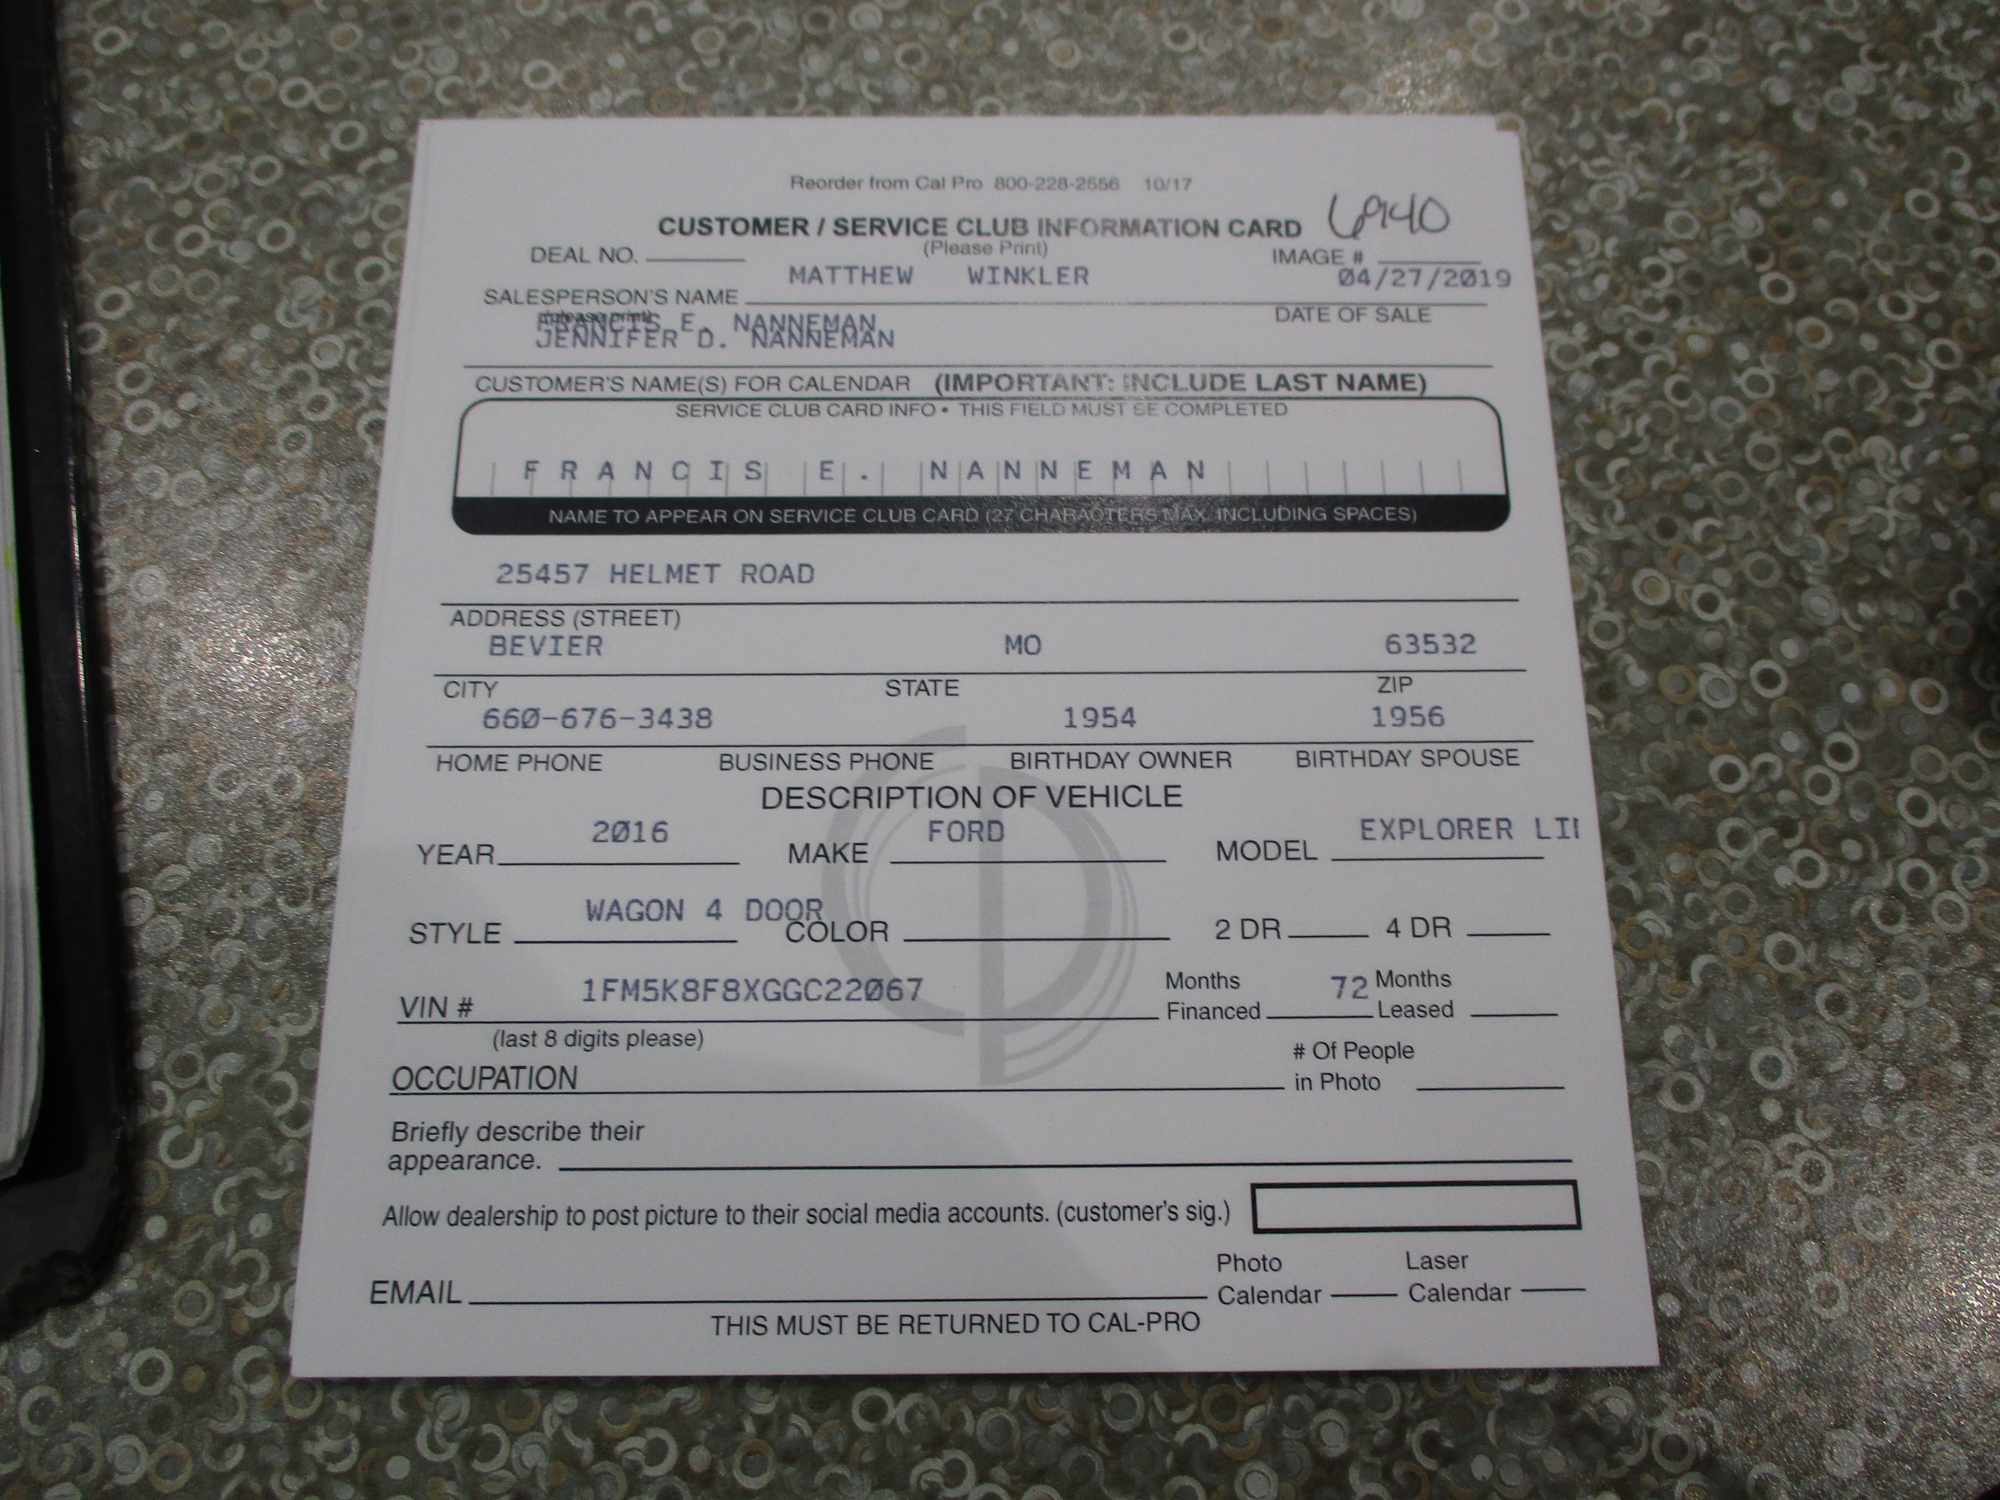 Reorder from Cal Pro 800-228-2556 10/17
CUSTOMER / SERVICE CLUB INFORMATION CARD 6940
(Please Print)
DEAL NO. IMAGE #
MATTHEW WINKLER 04/27/2019
SALESPERSON'S NAME DATE OF SALE
(please print)
FRANCIS E. NANNEMAN
JENNIFER D. NANNEMAN
CUSTOMER'S NAME(S) FOR CALENDAR (IMPORTANT: INCLUDE LAST NAME)
SERVICE CLUB CARD INFO • THIS FIELD MUST BE COMPLETED
FRANCIS E. NANNEMAN
NAME TO APPEAR ON SERVICE CLUB CARD (27 CHARACTERS MAX. INCLUDING SPACES)
25457 HELMET ROAD
ADDRESS (STREET)
BEVIER MO 63532
CITY STATE ZIP
660-676-3438 1954 1956
HOME PHONE BUSINESS PHONE BIRTHDAY OWNER BIRTHDAY SPOUSE
DESCRIPTION OF VEHICLE
YEAR 2016 MAKE FORD MODEL EXPLORER
STYLE WAGON 4 DOOR COLOR 2 DR 4 DR
VIN # 1FM5K8F8XGGC22067 Months Financed 72 Months Leased
(last 8 digits please)
OCCUPATION # Of People in Photo
Briefly describe their
appearance.
Allow dealership to post picture to their social media accounts. (customer's sig.)
EMAIL Photo Calendar Laser Calendar
THIS MUST BE RETURNED TO CAL-PRO